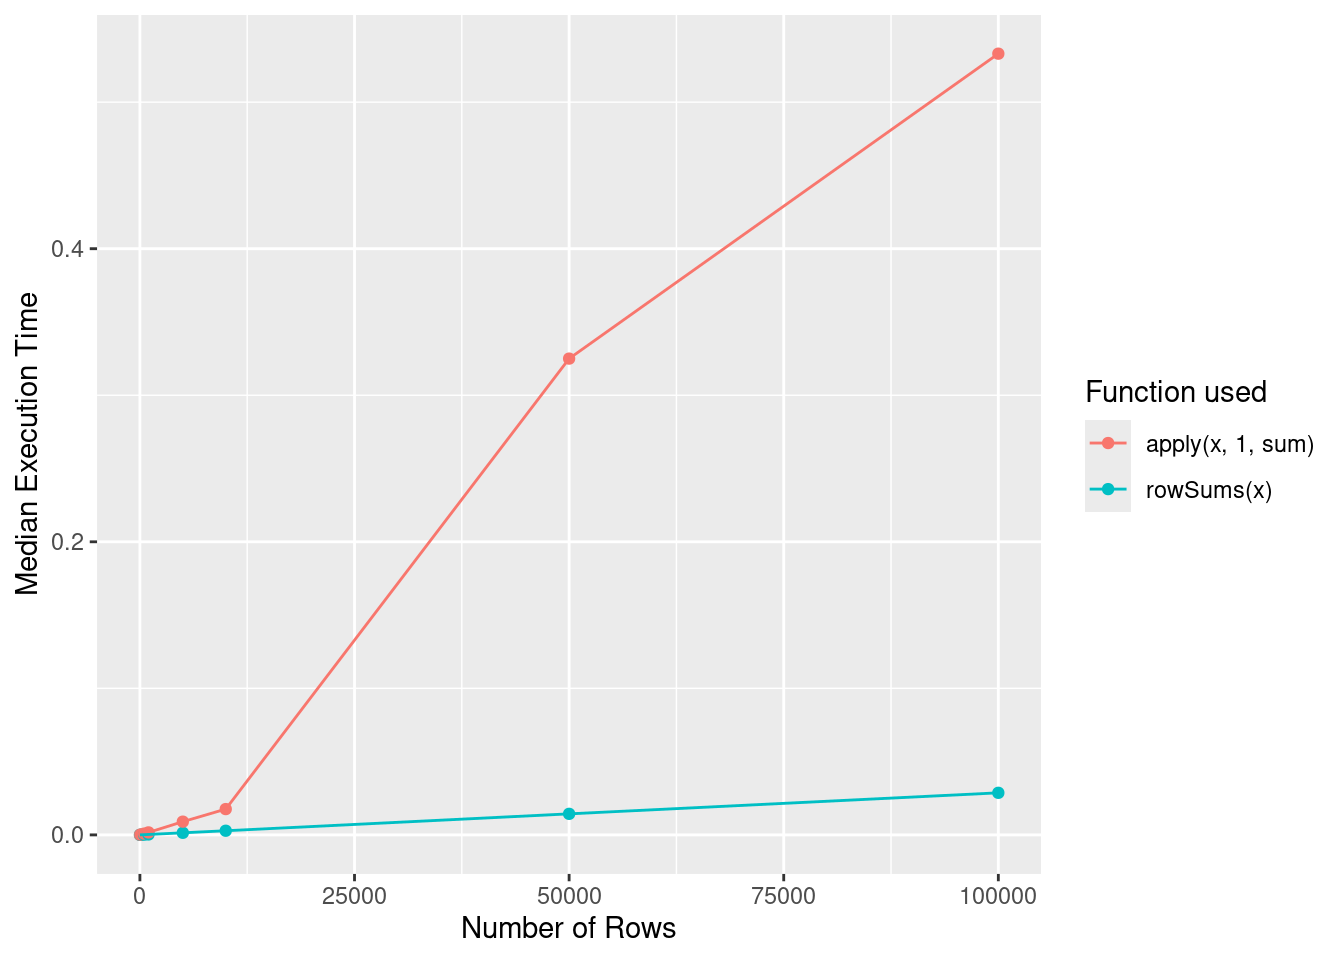 0.4
0.2
0.0
Median Execution Time
0
25000
50000
75000
100000
Number of Rows
Function used
apply(x, 1, sum)
rowSums(x)